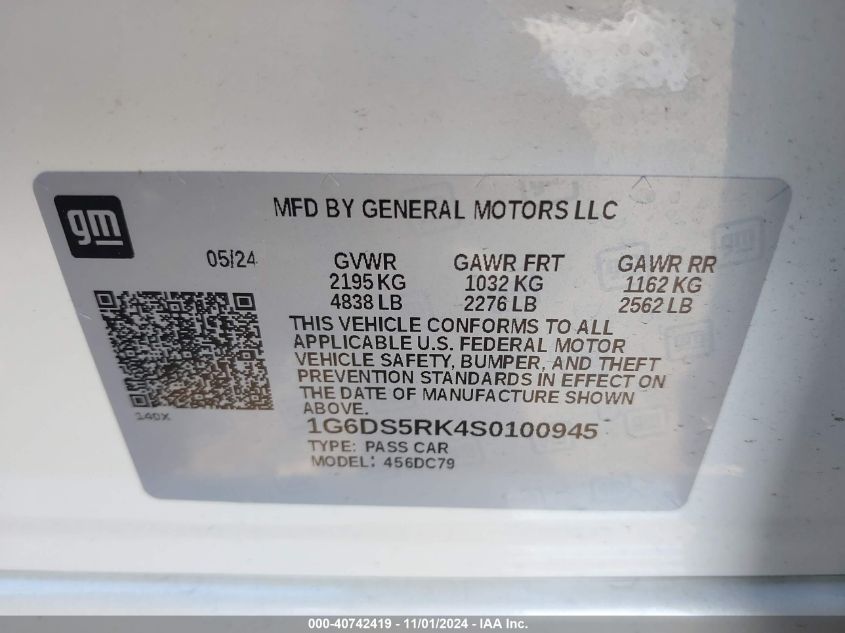 gm
MFD BY GENERAL MOTORS LLC
05/24
GVWR GAWR FRT GAWR RR
2195 KG 1032 KG 1162 KG
4838 LB 2276 LB 2562 LB
THIS VEHICLE CONFORMS TO ALL
APPLICABLE U.S. FEDERAL MOTOR
VEHICLE SAFETY, BUMPER, AND THEFT
PREVENTION STANDARDS IN EFFECT ON
THE DATE OF MANUFACTURE SHOWN
ABOVE.
14DX
1G6DS5RK4S0100945
TYPE: PASS CAR
MODEL: 456DC79
000-40742419 - 11/01/2024 - IAA Inc.